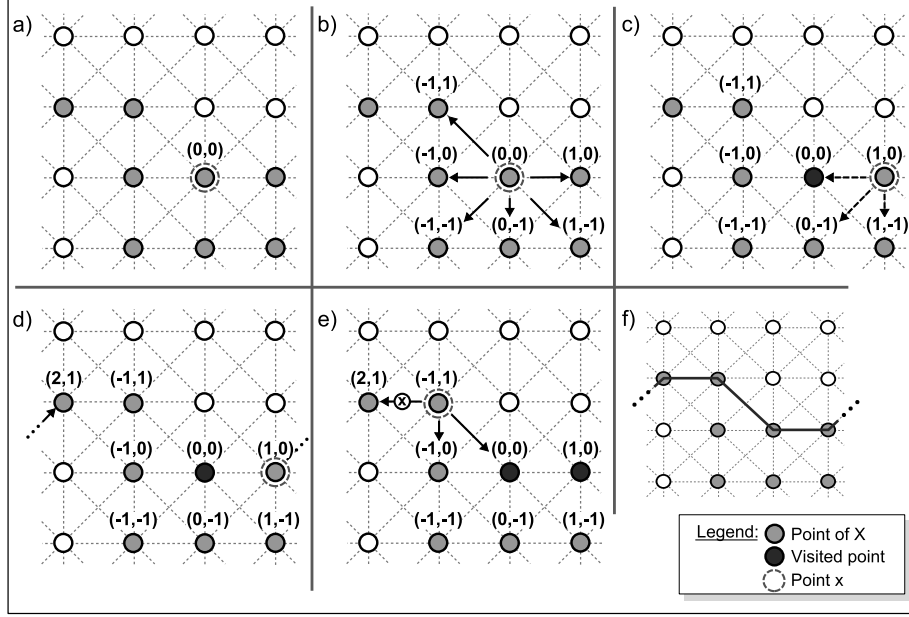 a)
(0,0)
b)
(-1,1)
(-1,0) (0,0) (1,0)
(-1,-1) (0,-1) (1,-1)
c)
(-1,1)
(-1,0) (0,0) (1,0)
(-1,-1) (0,-1) (1,-1)
d)
(2,1) (-1,1)
(-1,0) (0,0) (1,0)
(-1,-1) (0,-1) (1,-1)
e)
(2,1) (-1,1)
x
(-1,0) (0,0) (1,0)
(-1,-1) (0,-1) (1,-1)
f)
Legend: Point of X
Visited point
Point x